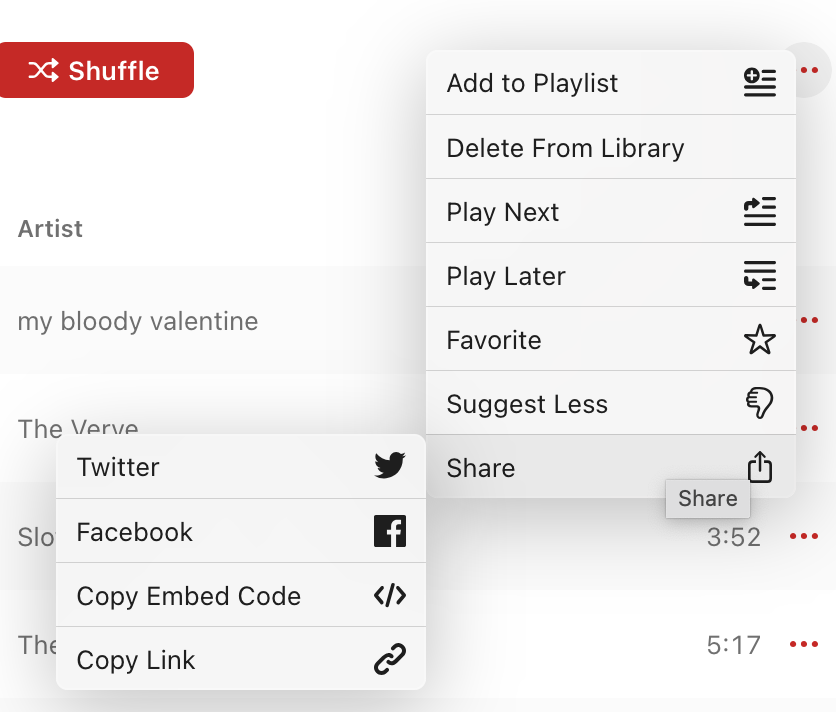 Shuffle
Artist
my bloody valentine
The Verve
Slo
3:52
The
5:17
Add to Playlist
Delete From Library
Play Next
Play Later
Favorite
Suggest Less
Share
Share
Twitter
Facebook
Copy Embed Code
Copy Link